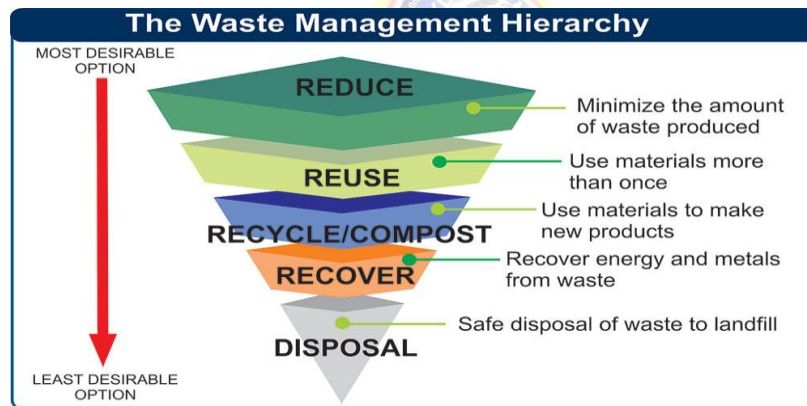 The Waste Management Hierarchy
MOST DESIRABLE
OPTION
REDUCE
Minimize the amount
of waste produced
REUSE
Use materials more
than once
RECYCLE/COMPOST
Use materials to make
new products
RECOVER
Recover energy and metals
from waste
DISPOSAL
Safe disposal of waste to landfill
LEAST DESIRABLE
OPTION